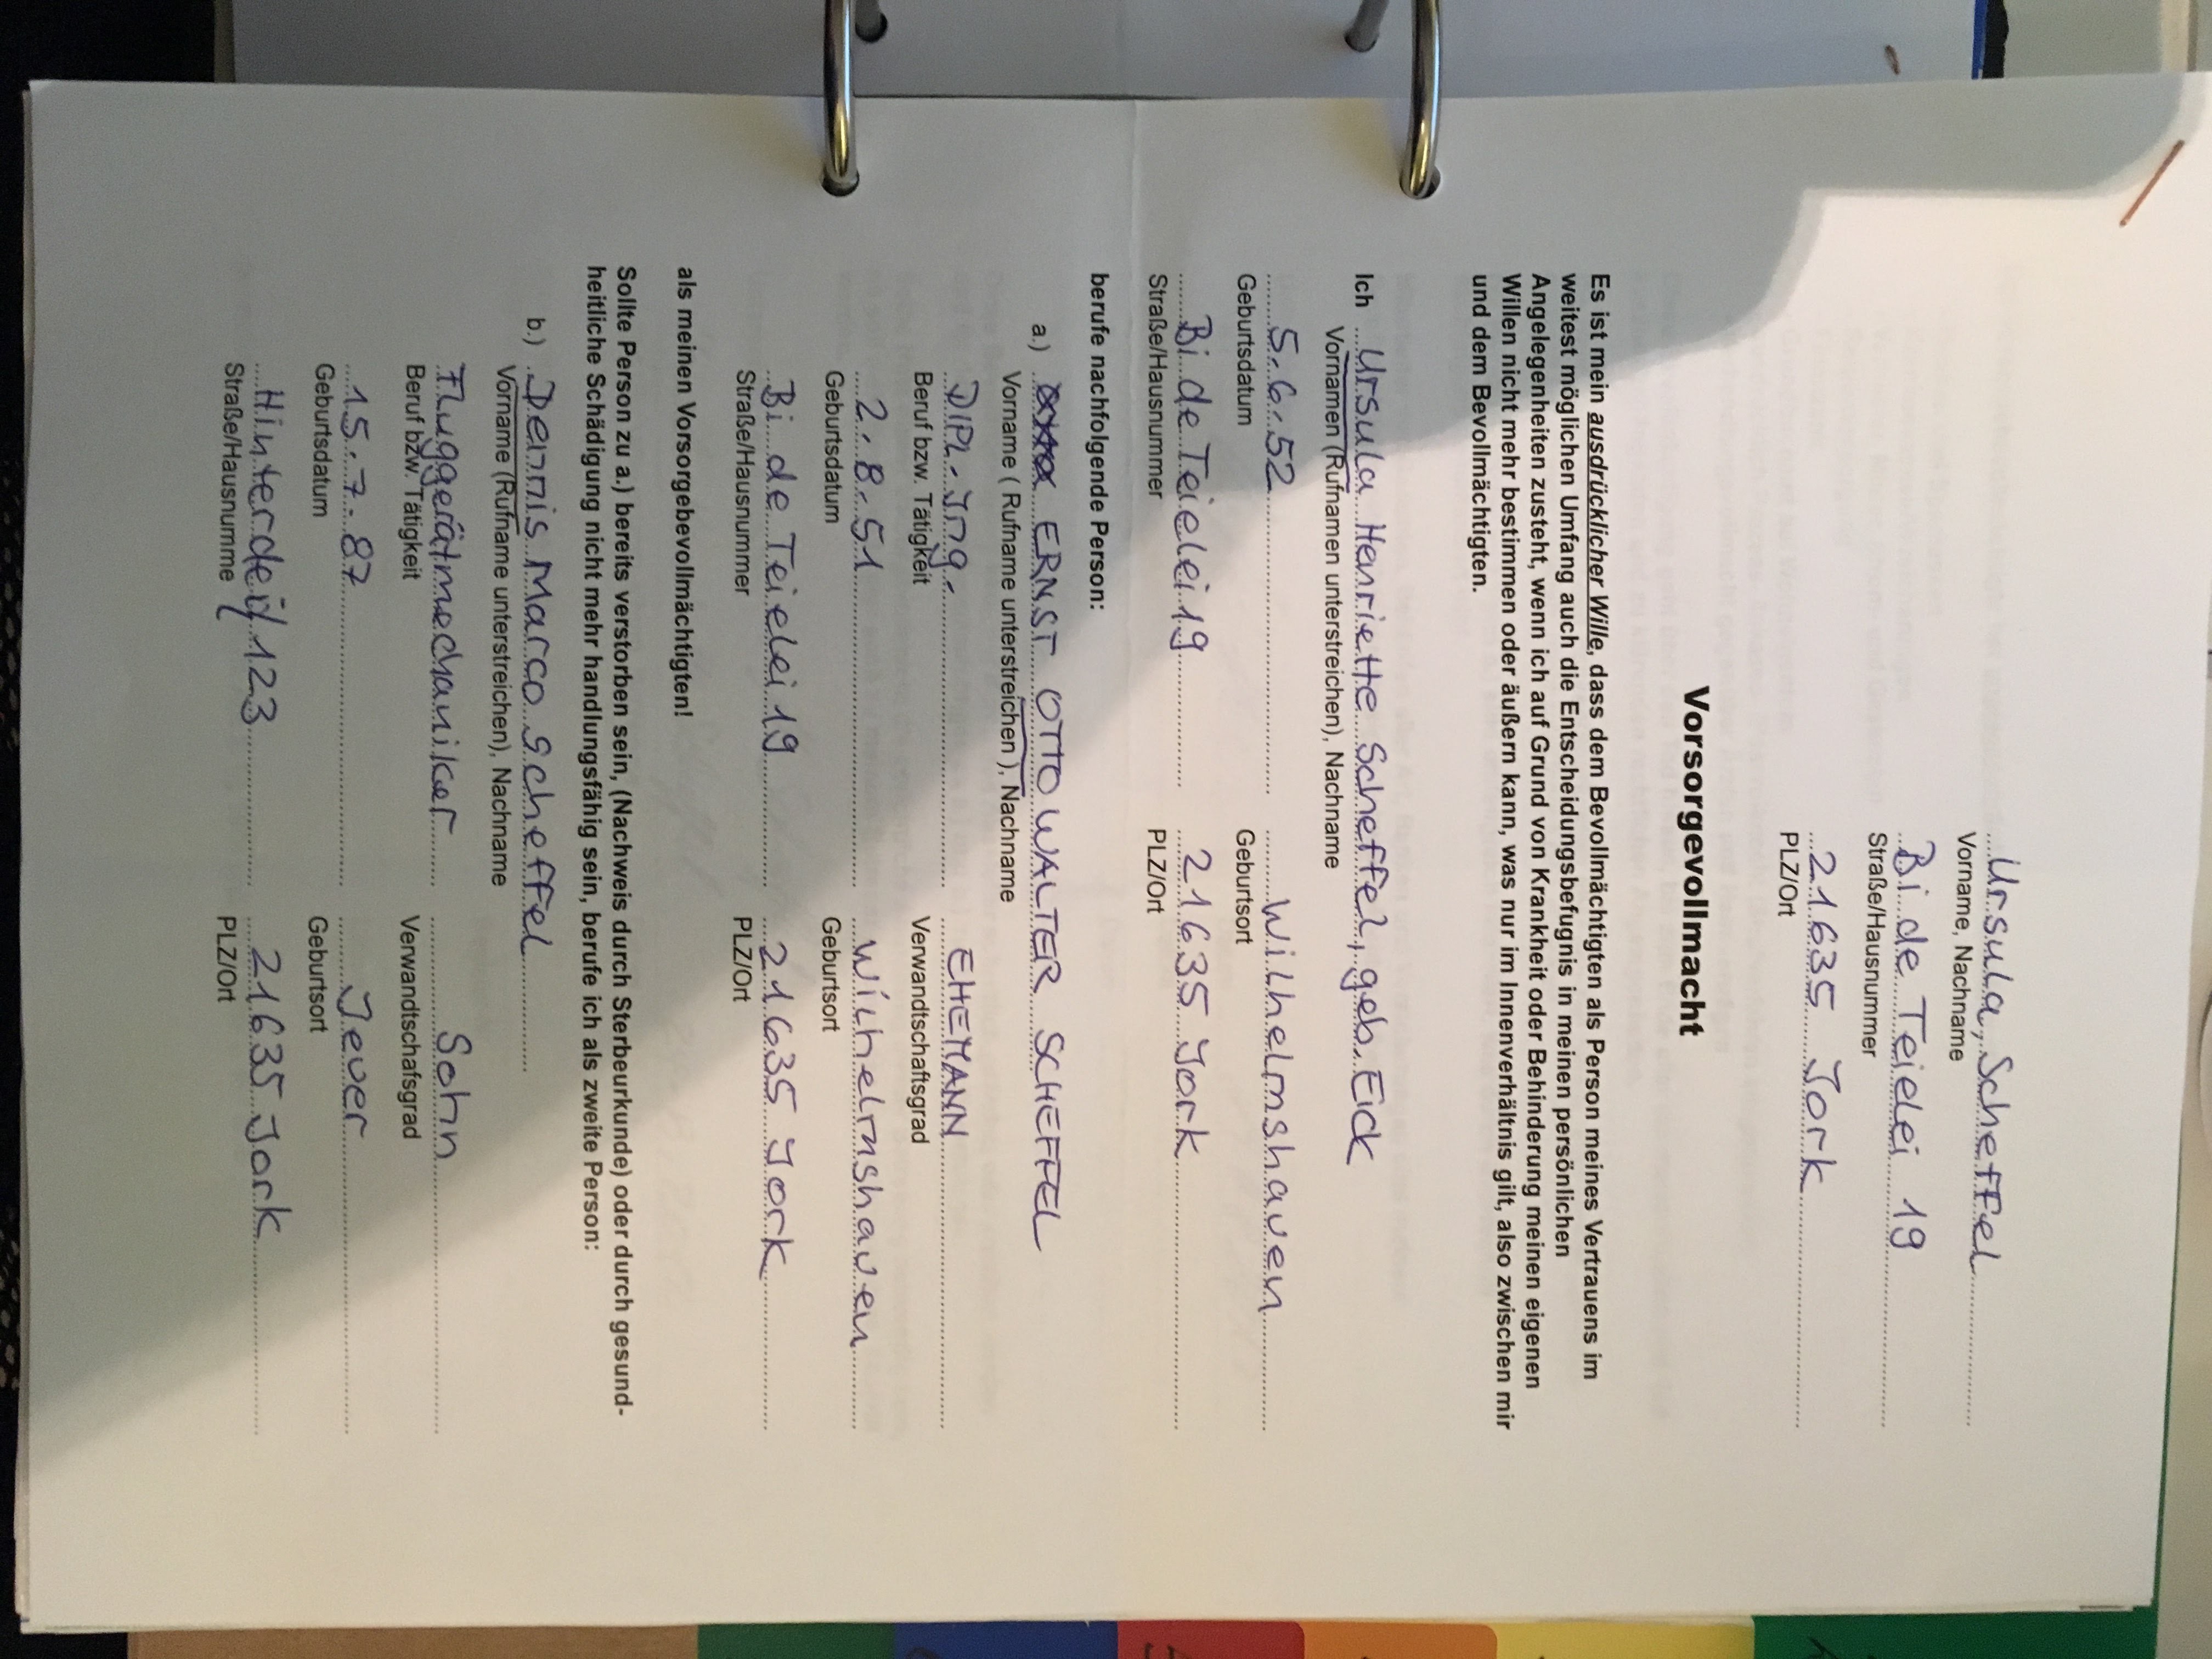 Ursula, Scheffel
Vorname, Nachname
Bi de Teielei 19
Straße/Hausnummer
21635 Jork
PLZ/Ort
Vorsorgevollmacht
Es ist mein ausdrücklicher Wille, dass dem Bevollmächtigten als Person meines Vertrauens im
weitest möglichen Umfang auch die Entscheidungsbefugnis in meinen persönlichen
Angelegenheiten zusteht, wenn ich auf Grund von Krankheit oder Behinderung meinen eigenen
Willen nicht mehr bestimmen oder äußern kann, was nur im Innenverhältnis gilt, also zwischen mir
und dem Bevollmächtigten.
Ich Ursula Henriette Scheffel, geb. Eick
Vornamen (Rufnamen unterstreichen), Nachname
5.6.52 Wilhelmshaven
Geburtsdatum Geburtsort
Bi de Teielei 19 21635 Jork
Straße/Hausnummer PLZ/Ort
berufe nachfolgende Person:
a.) ERNST OTTO WALTER SCHEFFEL
Vorname ( Rufname unterstreichen ), Nachname
DIPL-Ing. EHEMANN
Beruf bzw. Tätigkeit Verwandtschaftsgrad
2.8.51 Wilhelmshaven
Geburtsdatum Geburtsort
Bi de Teielei 19 21635 Jork
Straße/Hausnummer PLZ/Ort
als meinen Vorsorgebevollmächtigten!
Sollte Person zu a.) bereits verstorben sein, (Nachweis durch Sterbeurkunde) oder durch gesund-
heitliche Schädigung nicht mehr handlungsfähig sein, berufe ich als zweite Person:
b.) Dennis Marco Scheffel
Vorname (Rufname unterstreichen), Nachname
Fluggerätmechaniker Sohn
Beruf bzw. Tätigkeit Verwandtschafsgrad
15.7.87 Jever
Geburtsdatum Geburtsort
123 21635 Jork
Straße/Hausnumme PLZ/Ort